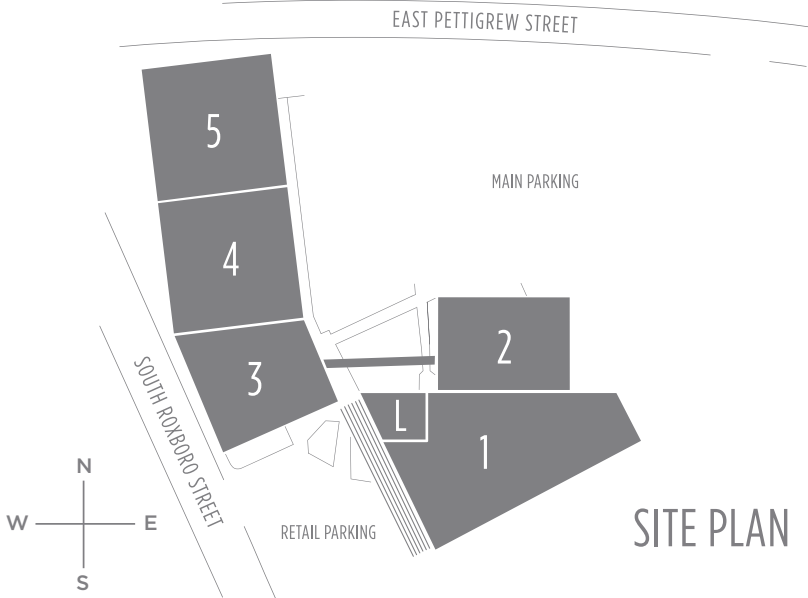 EAST PETTIGREW STREET
5
MAIN PARKING
4
2
3
SOUTH ROXBORO STREET
L
1
N
W
E
S
RETAIL PARKING
SITE PLAN